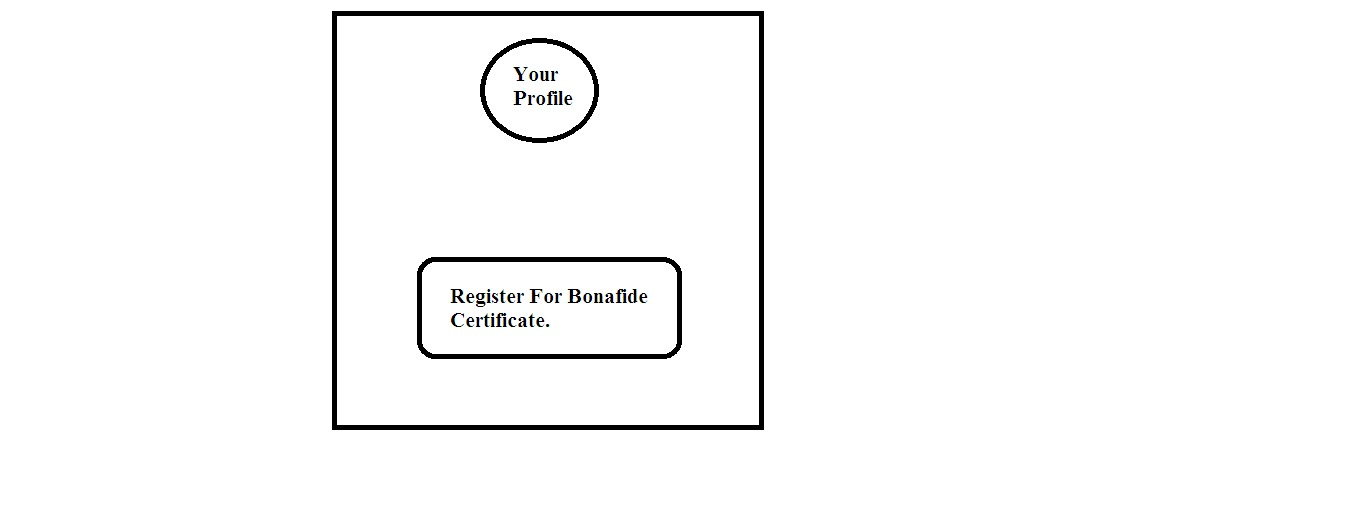 Your
Profile
Register For Bonafide
Certificate.